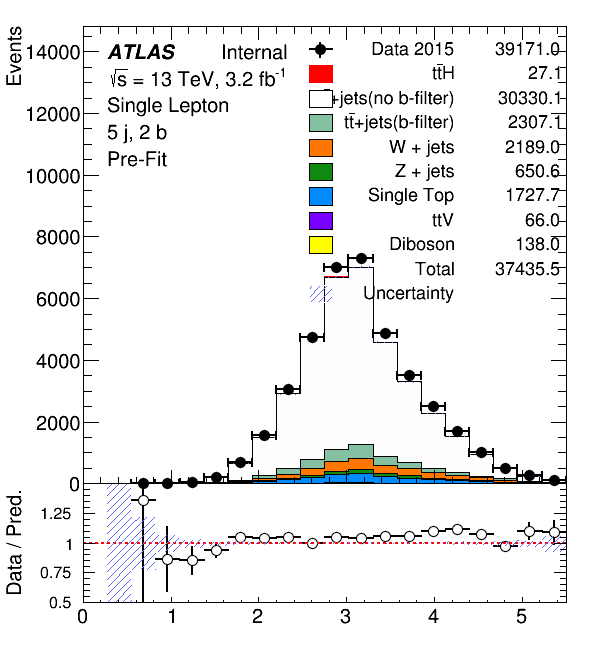 Events
14000
12000
10000
8000
6000
4000
2000
0
ATLAS Internal
√s = 13 TeV, 3.2 fb-1
Single Lepton
5 j, 2 b
Pre-Fit
Data 2015 39171.0
tt̄H 27.1
+jets(no b-filter) 30330.1
tt̄+jets(b-filter) 2307.1
W + jets 2189.0
Z + jets 650.6
Single Top 1727.7
ttV 66.0
Diboson 138.0
Total 37435.5
Uncertainty
Data / Pred.
1.25
1
0.75
0.5
0 1 2 3 4 5